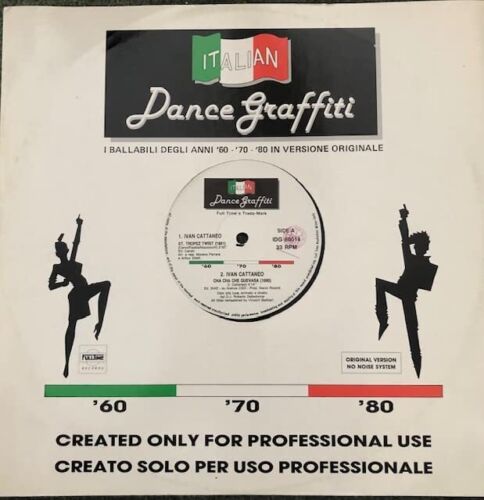 ITALIAN
Dance Graffiti
I BALLABILI DEGLI ANNI '60 - '70 - '80 IN VERSIONE ORIGINALE
ITALIAN
Dance Graffiti
Full Time's Trade-Mark
1. IVAN CATTANEO
ST. TROPEZ TWIST (1981)
SIDE A
33 RPM
'60 '70 '80
2. IVAN CATTANEO
CHA CHA CHE GUEVARA (1980)
FULLTIME
RECORDS
ORIGINAL VERSION
NO NOISE SYSTEM
'60 '70 '80
CREATED ONLY FOR PROFESSIONAL USE
CREATO SOLO PER USO PROFESSIONALE